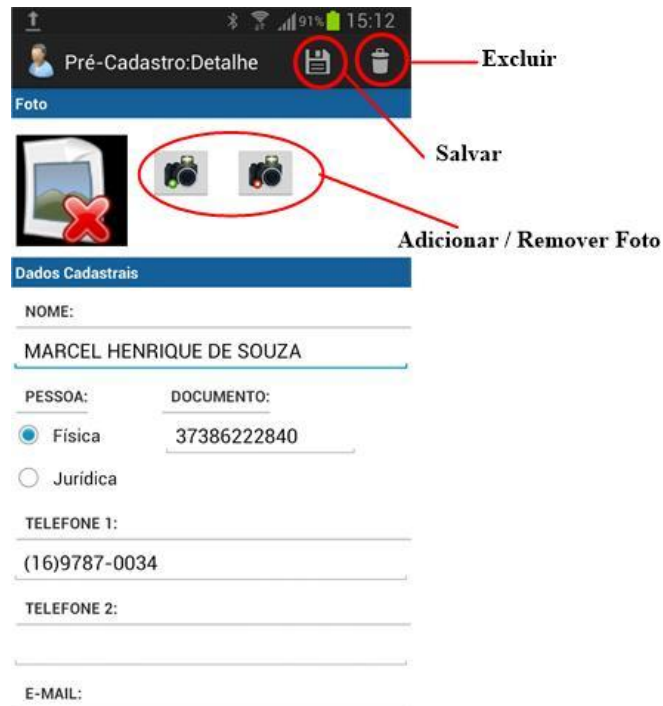 91% 15:12
Pré-Cadastro:Detalhe
Excluir
Foto
Salvar
Adicionar / Remover Foto
Dados Cadastrais
NOME:
MARCEL HENRIQUE DE SOUZA
PESSOA: DOCUMENTO:
Física 37386222840
Jurídica
TELEFONE 1:
(16)9787-0034
TELEFONE 2:
E-MAIL: